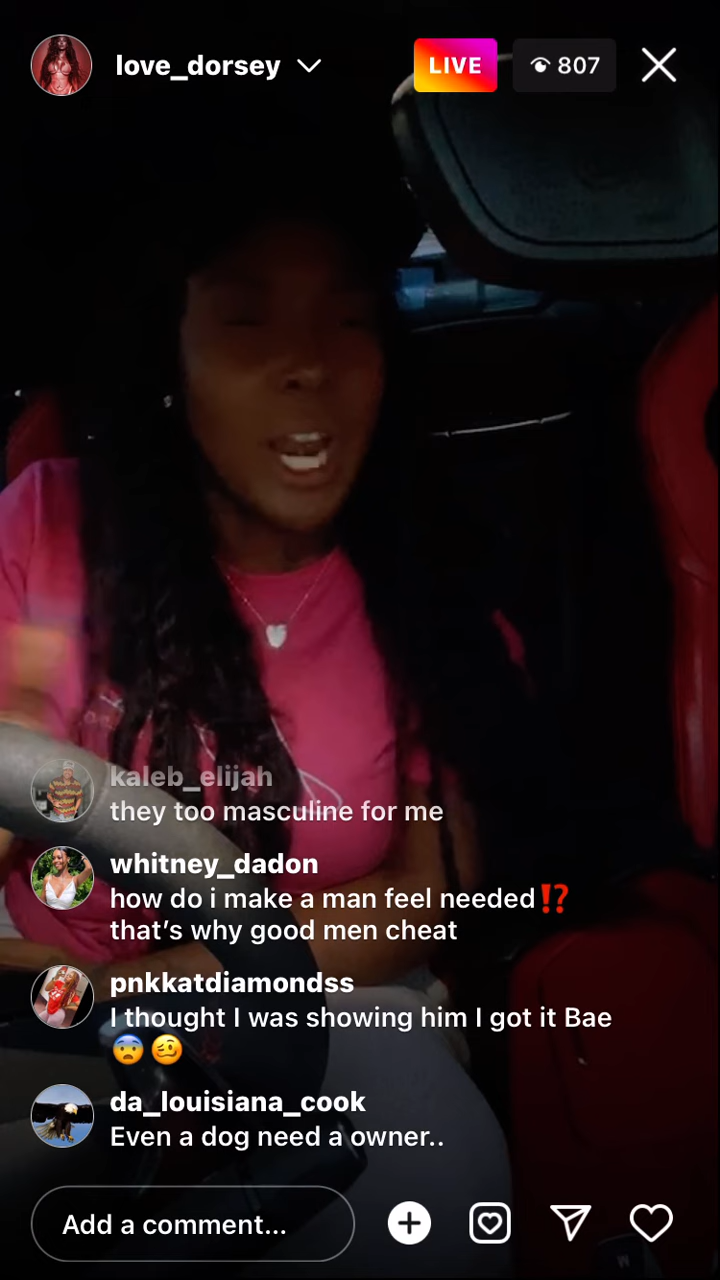 love_dorsey
LIVE
807
kaleb_elijah
they too masculine for me
whitney_dadon
how do i make a man feel needed⁉️
that’s why good men cheat
pnkkatdiamondss
I thought I was showing him I got it Bae
😨🥴
da_louisiana_cook
Even a dog need a owner..
Add a comment...